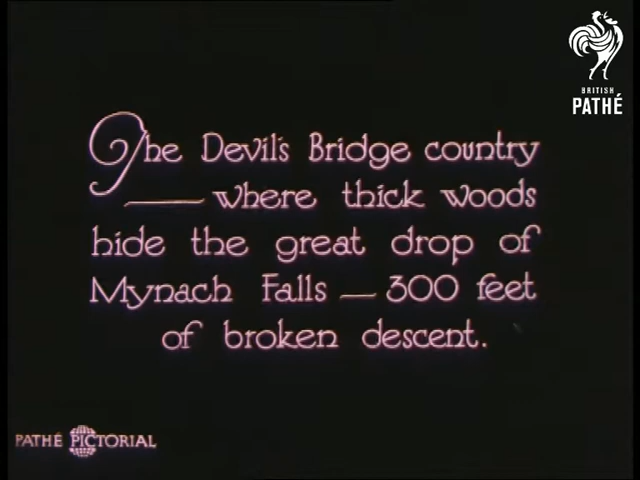 BRITISH
PATHÉ
The Devil's Bridge country
— where thick woods
hide the great drop of
Mynach Falls — 300 feet
of broken descent.
PATHÉ PICTORIAL